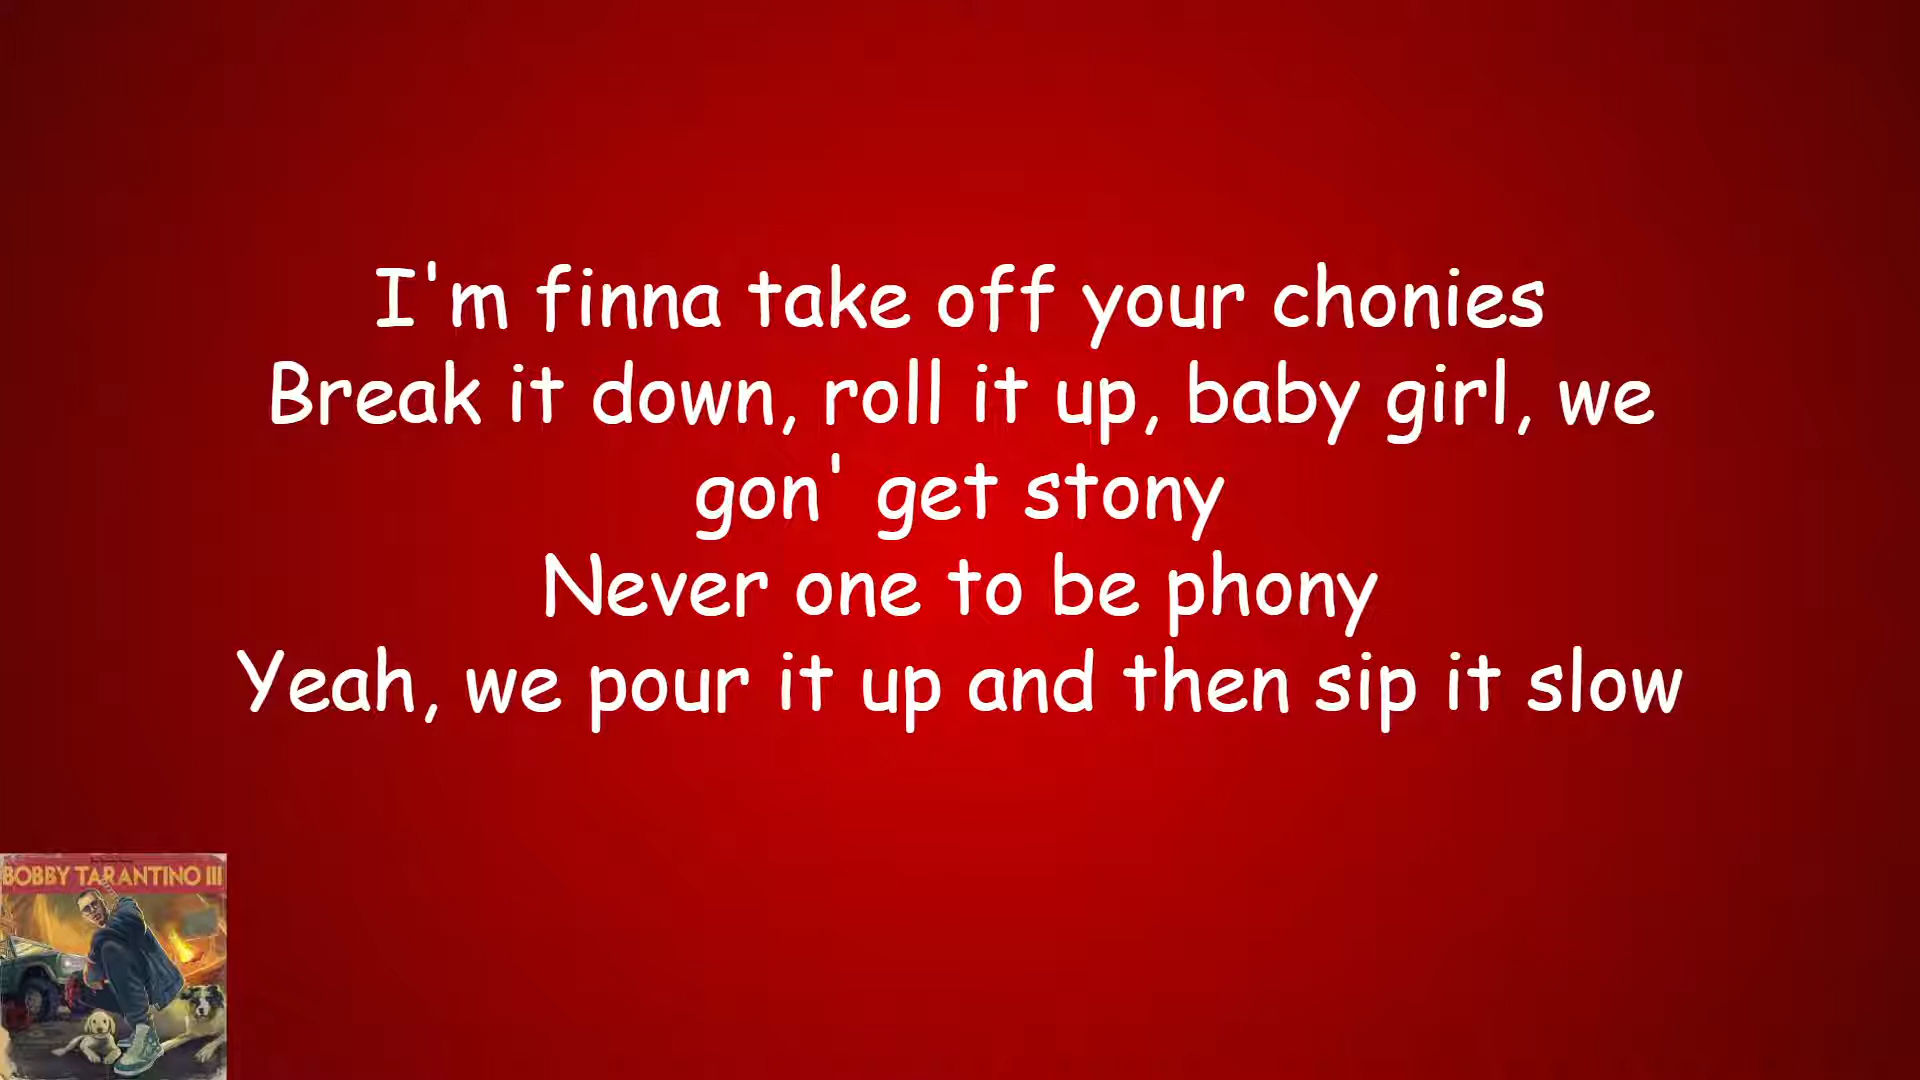 I'm finna take off your chonies
Break it down, roll it up, baby girl, we
gon' get stony
Never one to be phony
Yeah, we pour it up and then sip it slow
BOBBY TARANTINO III